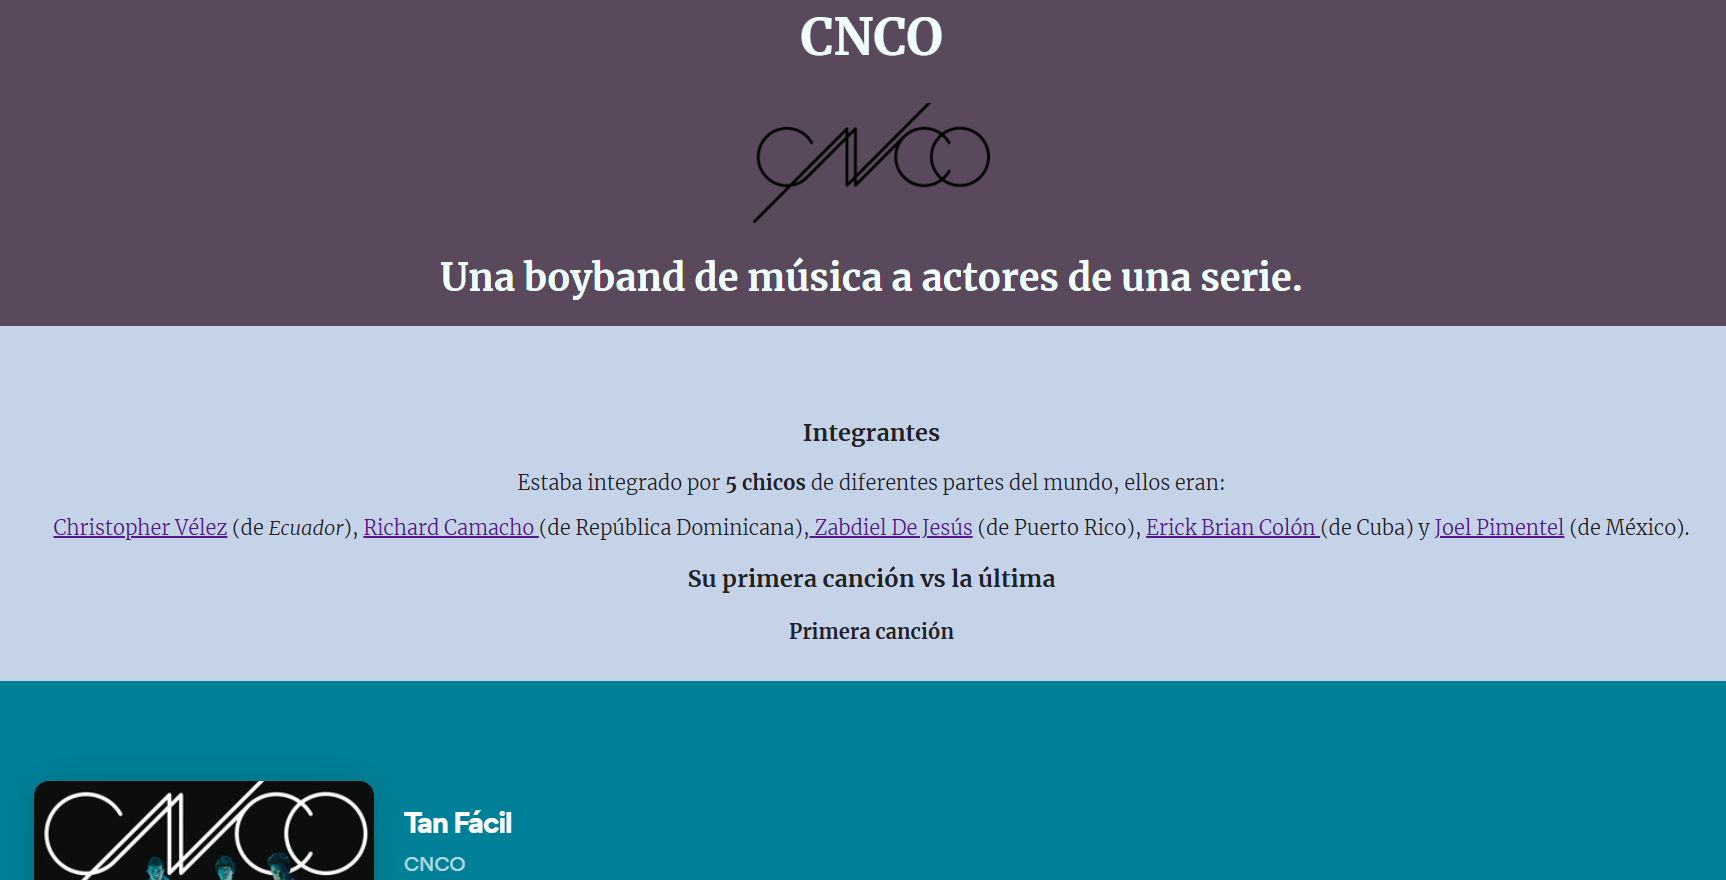 CNCO
CNCO
Una boyband de música a actores de una serie.
Integrantes
Estaba integrado por 5 chicos de diferentes partes del mundo, ellos eran:
Christopher Vélez (de Ecuador), Richard Camacho (de República Dominicana), Zabdiel De Jesús (de Puerto Rico), Erick Brian Colón (de Cuba) y Joel Pimentel (de México).
Su primera canción vs la última
Primera canción
CNCO
Tan Fácil
CNCO